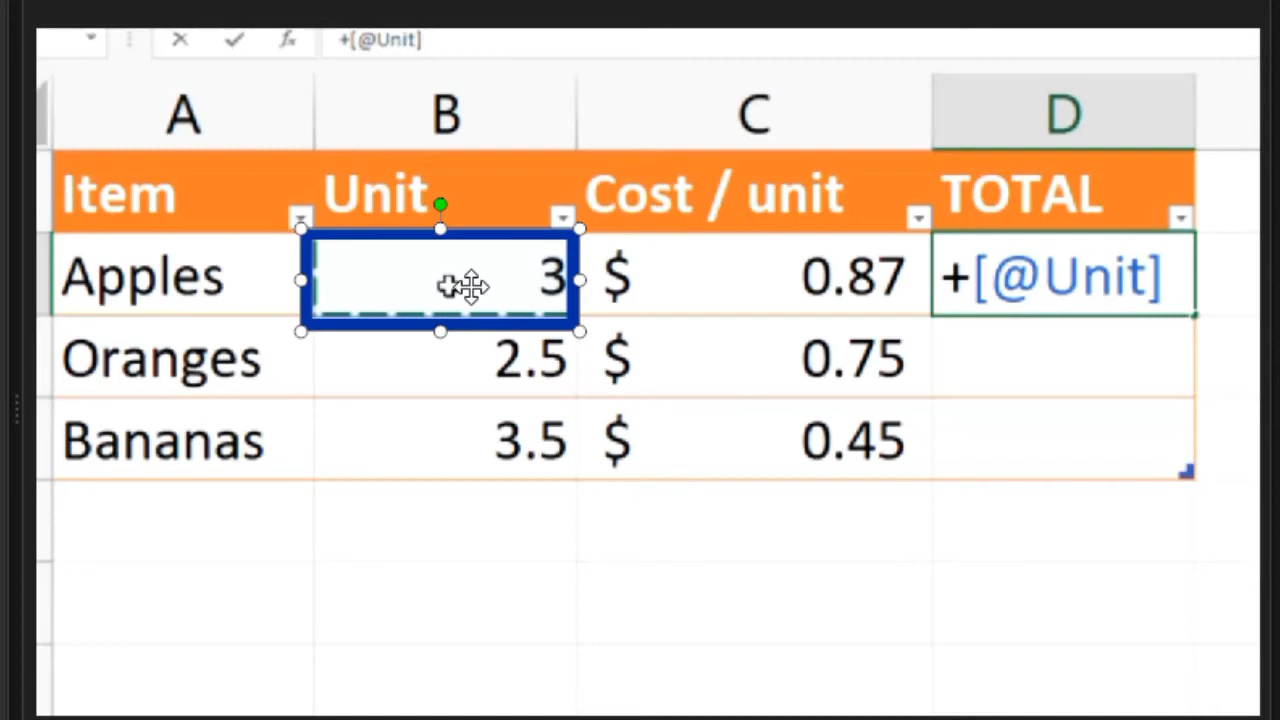 fx +[@Unit]
A B C D
Item Unit Cost / unit TOTAL
Apples 3 $ 0.87 +[@Unit]
Oranges 2.5 $ 0.75
Bananas 3.5 $ 0.45